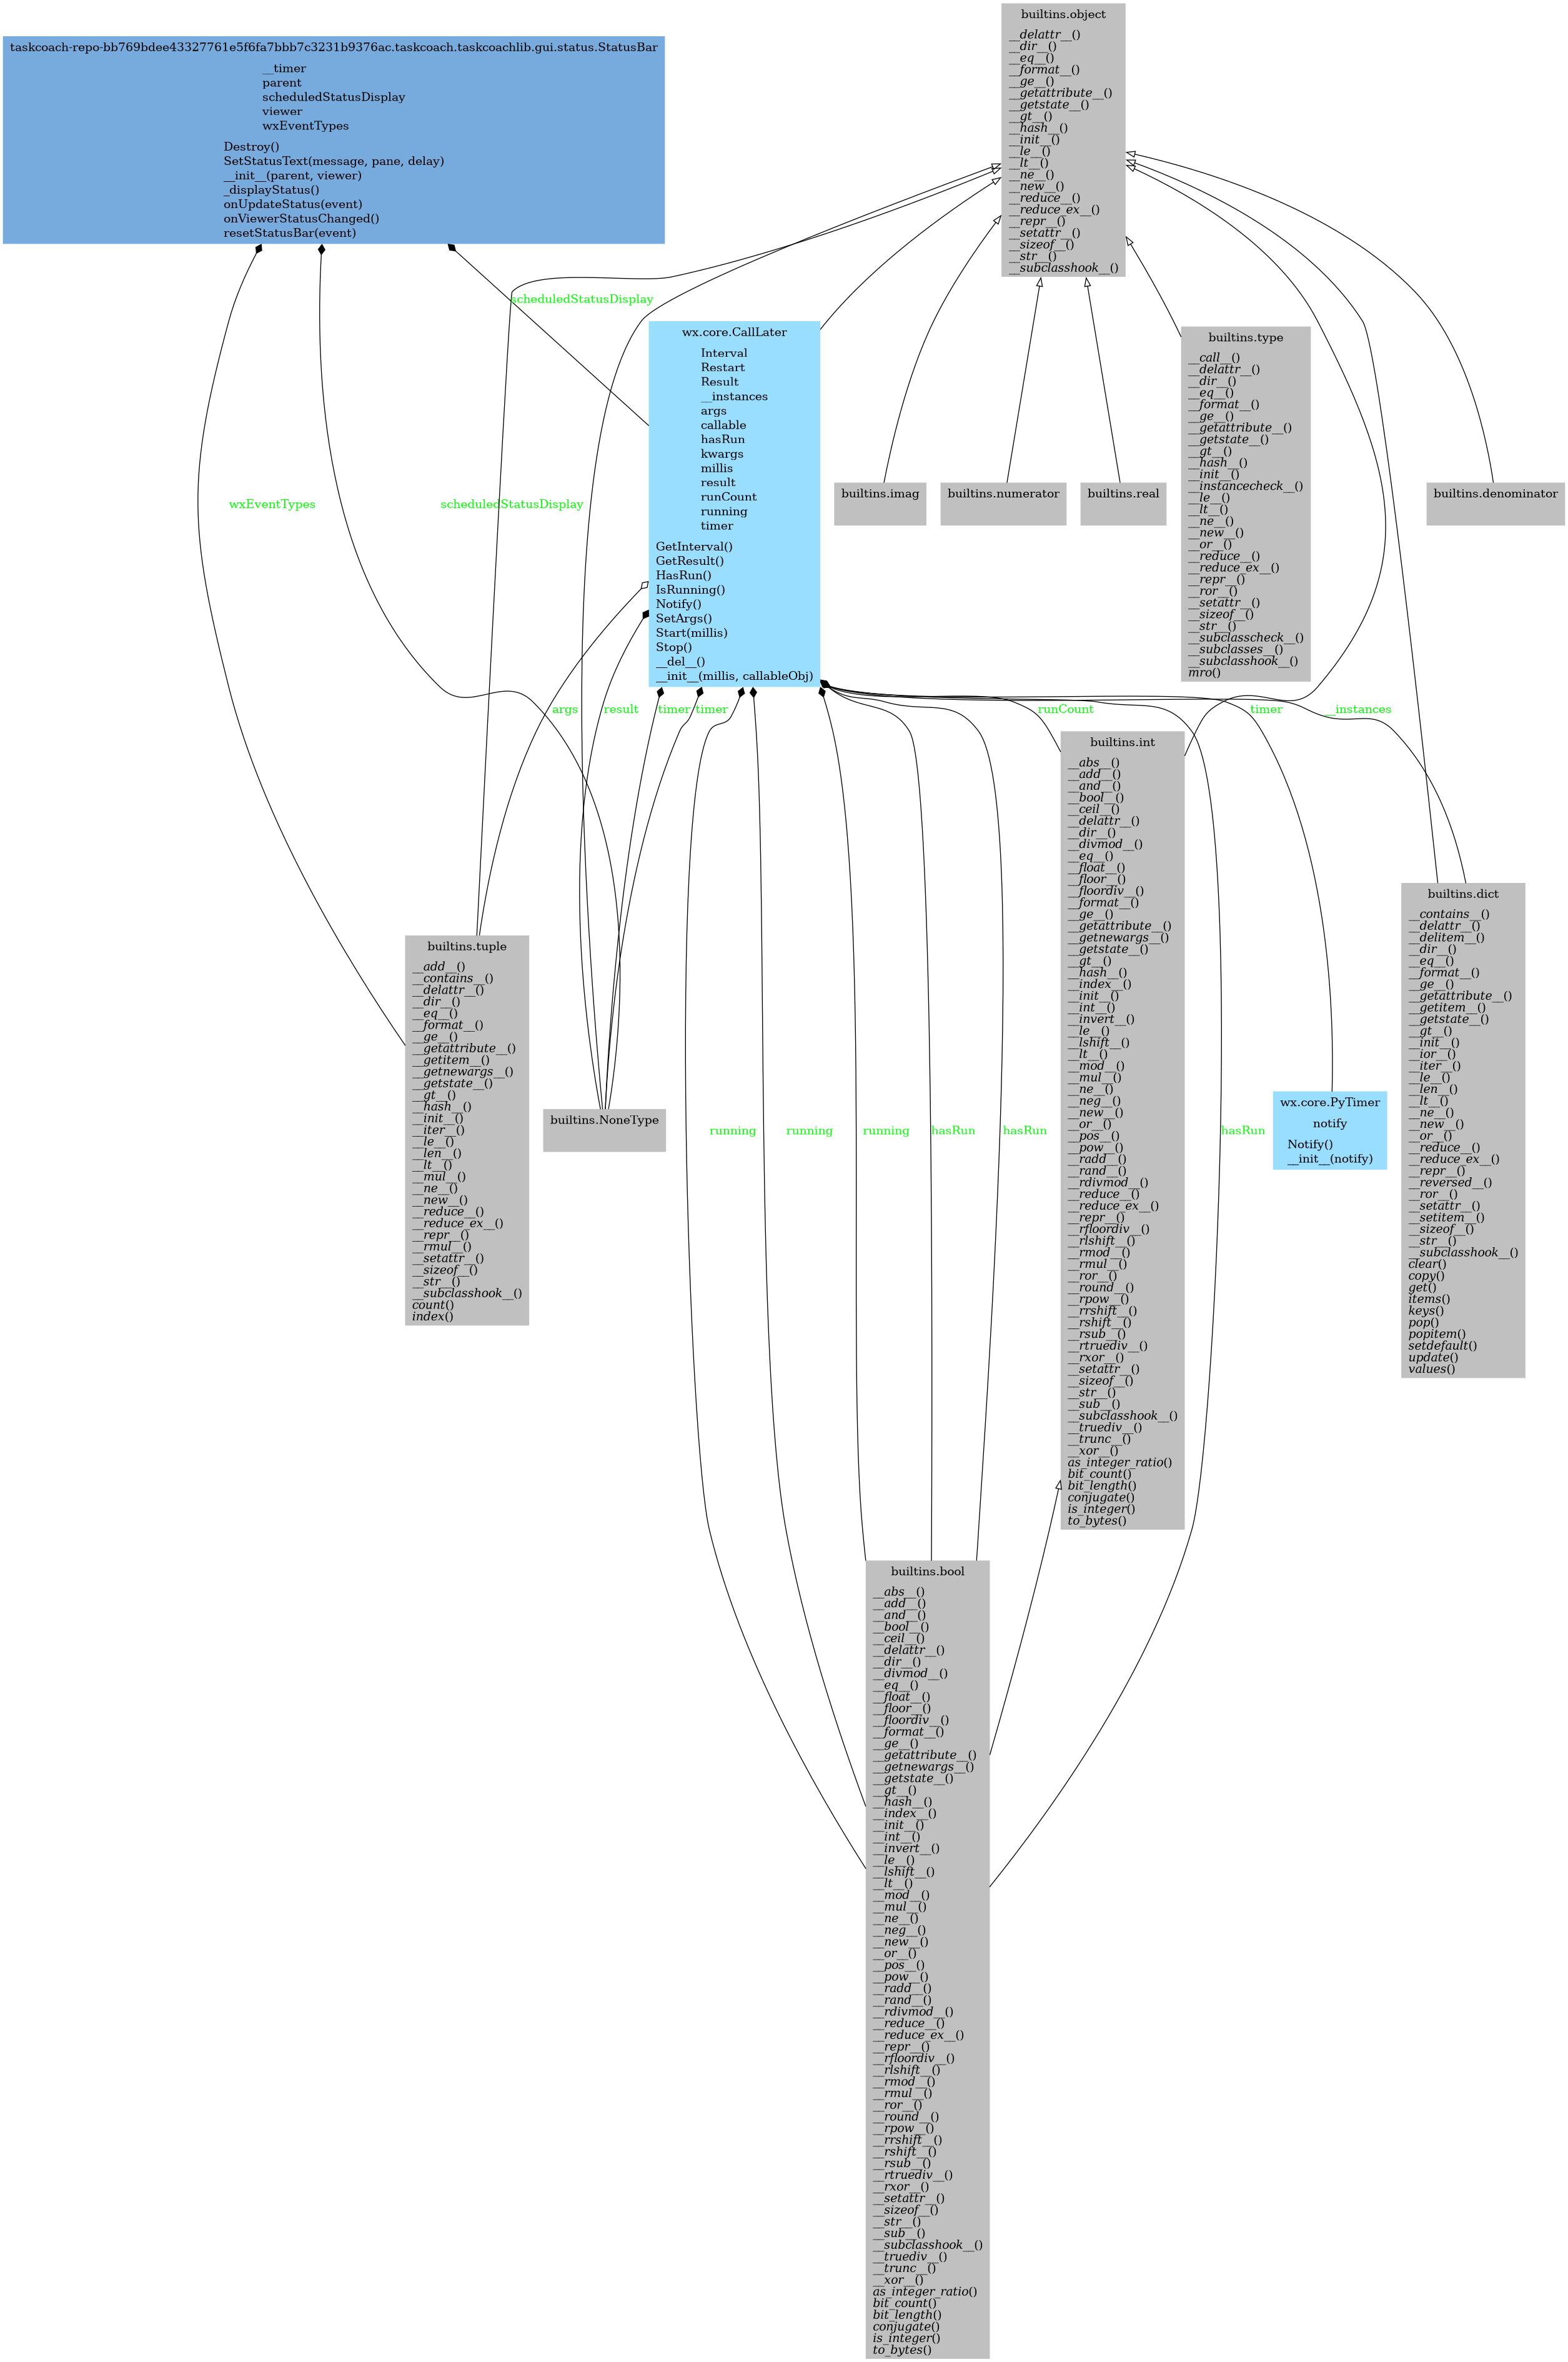 taskcoach-repo-bb769bdee43327761e5f6fa7bbb7c3231b9376ac.taskcoach.taskcoachlib.gui.status.StatusBar
__timer
parent
scheduledStatusDisplay
viewer
wxEventTypes
Destroy()
SetStatusText(message, pane, delay)
__init__(parent, viewer)
_displayStatus()
onUpdateStatus(event)
onViewerStatusChanged()
resetStatusBar(event)
builtins.object
__delattr__()
__dir__()
__eq__()
__format__()
__ge__()
__getattribute__()
__getstate__()
__gt__()
__hash__()
__init__()
__le__()
__lt__()
__ne__()
__new__()
__reduce__()
__reduce_ex__()
__repr__()
__setattr__()
__sizeof__()
__str__()
__subclasshook__()
scheduledStatusDisplay
wx.core.CallLater
Interval
Restart
Result
__instances
args
callable
hasRun
kwargs
millis
result
runCount
running
timer
GetInterval()
GetResult()
HasRun()
IsRunning()
Notify()
SetArgs()
Start(millis)
Stop()
__del__()
__init__(millis, callableObj)
builtins.imag
builtins.numerator
builtins.real
builtins.type
__call__()
__delattr__()
__dir__()
__eq__()
__format__()
__ge__()
__getattribute__()
__getstate__()
__gt__()
__hash__()
__init__()
__instancecheck__()
__le__()
__lt__()
__ne__()
__new__()
__or__()
__reduce__()
__reduce_ex__()
__repr__()
__ror__()
__setattr__()
__sizeof__()
__str__()
__subclasscheck__()
__subclasses__()
__subclasshook__()
mro()
builtins.denominator
wxEventTypes
scheduledStatusDisplay
args
result
timer
timer
runCount
timer
__instances
builtins.tuple
__add__()
__contains__()
__delattr__()
__dir__()
__eq__()
__format__()
__ge__()
__getattribute__()
__getitem__()
__getnewargs__()
__getstate__()
__gt__()
__hash__()
__init__()
__iter__()
__le__()
__len__()
__lt__()
__mul__()
__ne__()
__new__()
__reduce__()
__reduce_ex__()
__repr__()
__rmul__()
__setattr__()
__sizeof__()
__str__()
__subclasshook__()
count()
index()
builtins.NoneType
running
running
running
hasRun
hasRun
builtins.int
__abs__()
__add__()
__and__()
__bool__()
__ceil__()
__delattr__()
__dir__()
__divmod__()
__eq__()
__float__()
__floor__()
__floordiv__()
__format__()
__ge__()
__getattribute__()
__getnewargs__()
__getstate__()
__gt__()
__hash__()
__index__()
__init__()
__int__()
__invert__()
__le__()
__lshift__()
__lt__()
__mod__()
__mul__()
__ne__()
__neg__()
__new__()
__or__()
__pos__()
__pow__()
__radd__()
__rand__()
__rdivmod__()
__reduce__()
__reduce_ex__()
__repr__()
__rfloordiv__()
__rlshift__()
__rmod__()
__rmul__()
__ror__()
__round__()
__rpow__()
__rrshift__()
__rshift__()
__rsub__()
__rtruediv__()
__rxor__()
__setattr__()
__sizeof__()
__str__()
__sub__()
__subclasshook__()
__truediv__()
__trunc__()
__xor__()
as_integer_ratio()
bit_count()
bit_length()
conjugate()
is_integer()
to_bytes()
hasRun
wx.core.PyTimer
notify
Notify()
__init__(notify)
builtins.dict
__contains__()
__delattr__()
__delitem__()
__dir__()
__eq__()
__format__()
__ge__()
__getattribute__()
__getitem__()
__getstate__()
__gt__()
__init__()
__ior__()
__iter__()
__le__()
__len__()
__lt__()
__ne__()
__new__()
__or__()
__reduce__()
__reduce_ex__()
__repr__()
__reversed__()
__ror__()
__setattr__()
__setitem__()
__sizeof__()
__str__()
__subclasshook__()
clear()
copy()
get()
items()
keys()
pop()
popitem()
setdefault()
update()
values()
builtins.bool
__abs__()
__add__()
__and__()
__bool__()
__ceil__()
__delattr__()
__dir__()
__divmod__()
__eq__()
__float__()
__floor__()
__floordiv__()
__format__()
__ge__()
__getattribute__()
__getnewargs__()
__getstate__()
__gt__()
__hash__()
__index__()
__init__()
__int__()
__invert__()
__le__()
__lshift__()
__lt__()
__mod__()
__mul__()
__ne__()
__neg__()
__new__()
__or__()
__pos__()
__pow__()
__radd__()
__rand__()
__rdivmod__()
__reduce__()
__reduce_ex__()
__repr__()
__rfloordiv__()
__rlshift__()
__rmod__()
__rmul__()
__ror__()
__round__()
__rpow__()
__rrshift__()
__rshift__()
__rsub__()
__rtruediv__()
__rxor__()
__setattr__()
__sizeof__()
__str__()
__sub__()
__subclasshook__()
__truediv__()
__trunc__()
__xor__()
as_integer_ratio()
bit_count()
bit_length()
conjugate()
is_integer()
to_bytes()